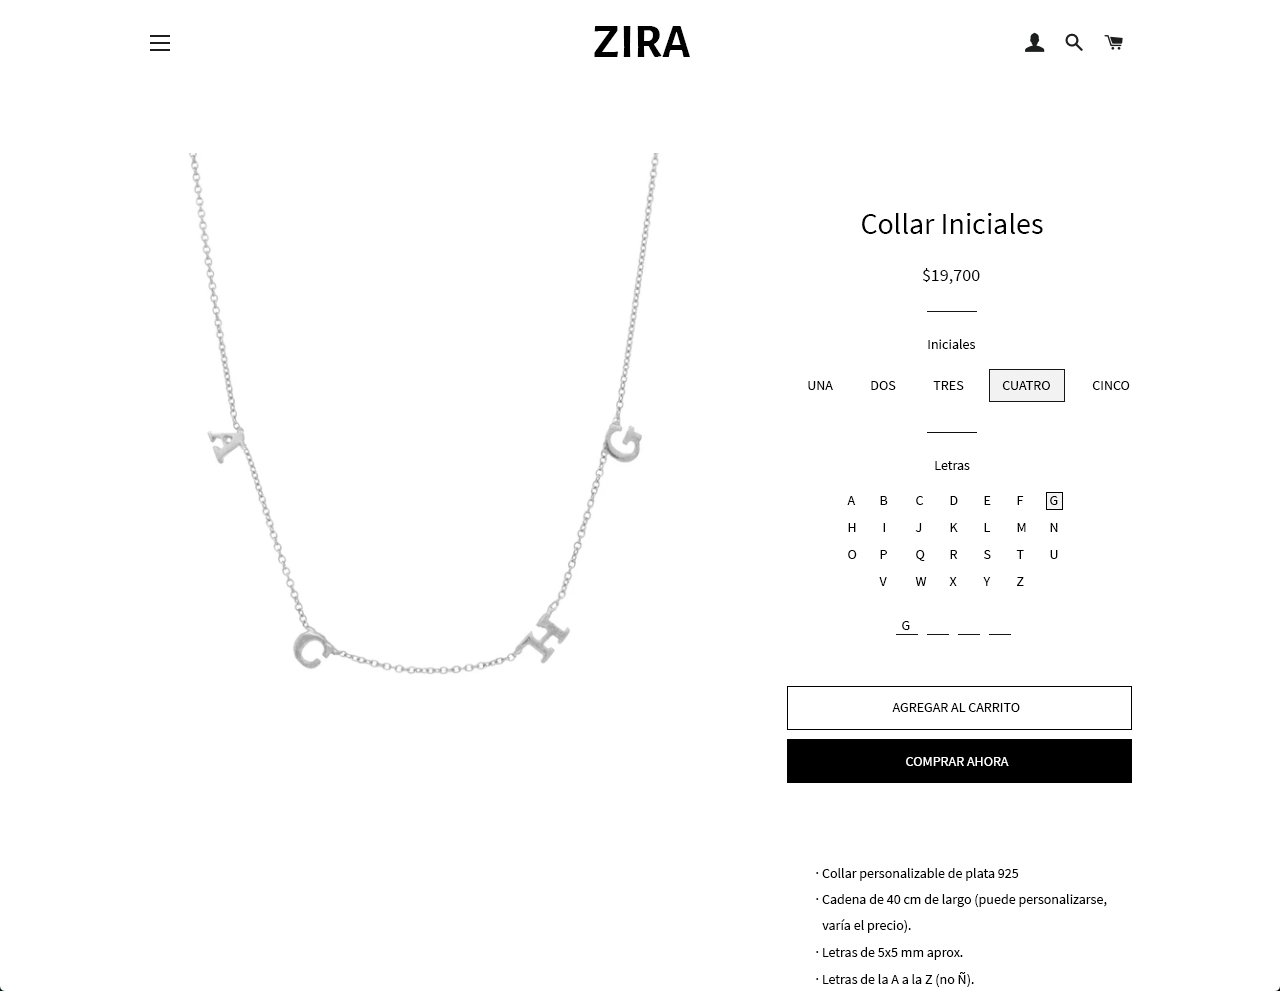 ZIRA
Collar Iniciales
$19,700
Iniciales
UNA DOS TRES CUATRO CINCO
Letras
A B C D E F G
H I J K L M N
O P Q R S T U
V W X Y Z
G
AGREGAR AL CARRITO
COMPRAR AHORA
A G
C H
· Collar personalizable de plata 925
· Cadena de 40 cm de largo (puede personalizarse,
varía el precio).
· Letras de 5x5 mm aprox.
· Letras de la A a la Z (no Ñ).